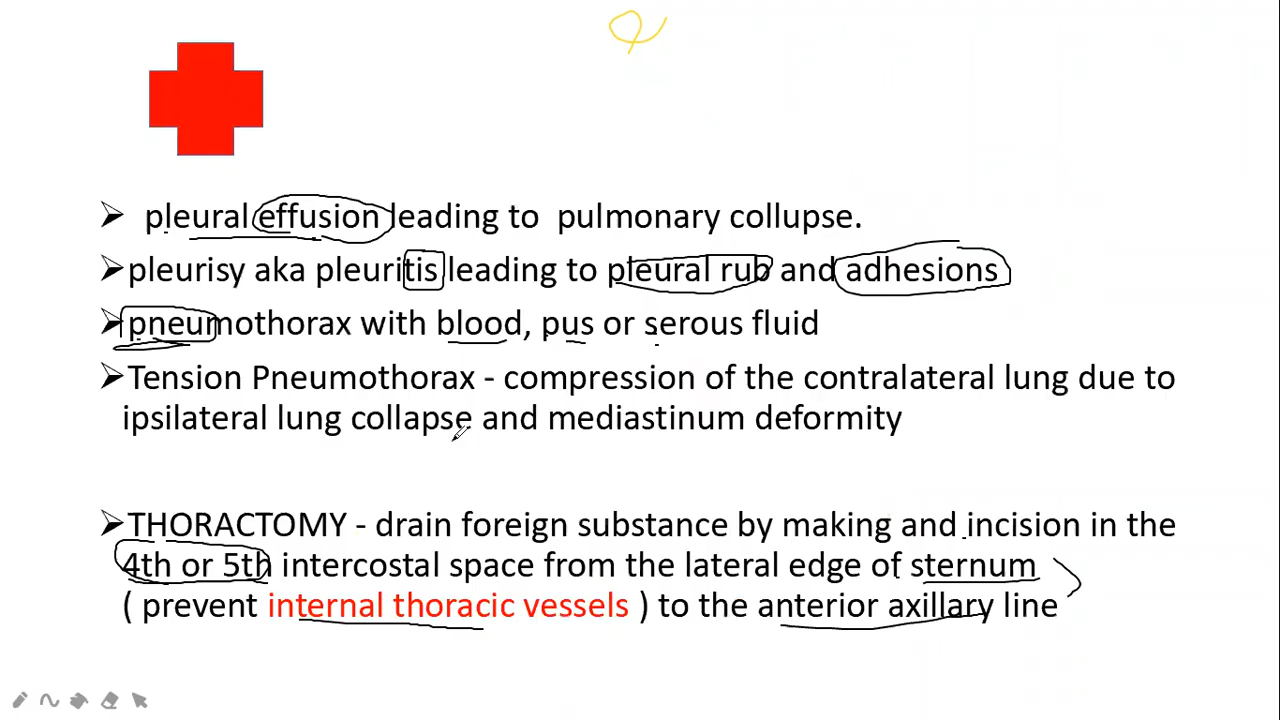 ➢ pleural effusion leading to pulmonary collupse.
➢pleurisy aka pleuritis leading to pleural rub and adhesions
➢pneumothorax with blood, pus or serous fluid
➢Tension Pneumothorax - compression of the contralateral lung due to
ipsilateral lung collapse and mediastinum deformity
➢THORACTOMY - drain foreign substance by making and incision in the
4th or 5th intercostal space from the lateral edge of sternum
( prevent internal thoracic vessels ) to the anterior axillary line